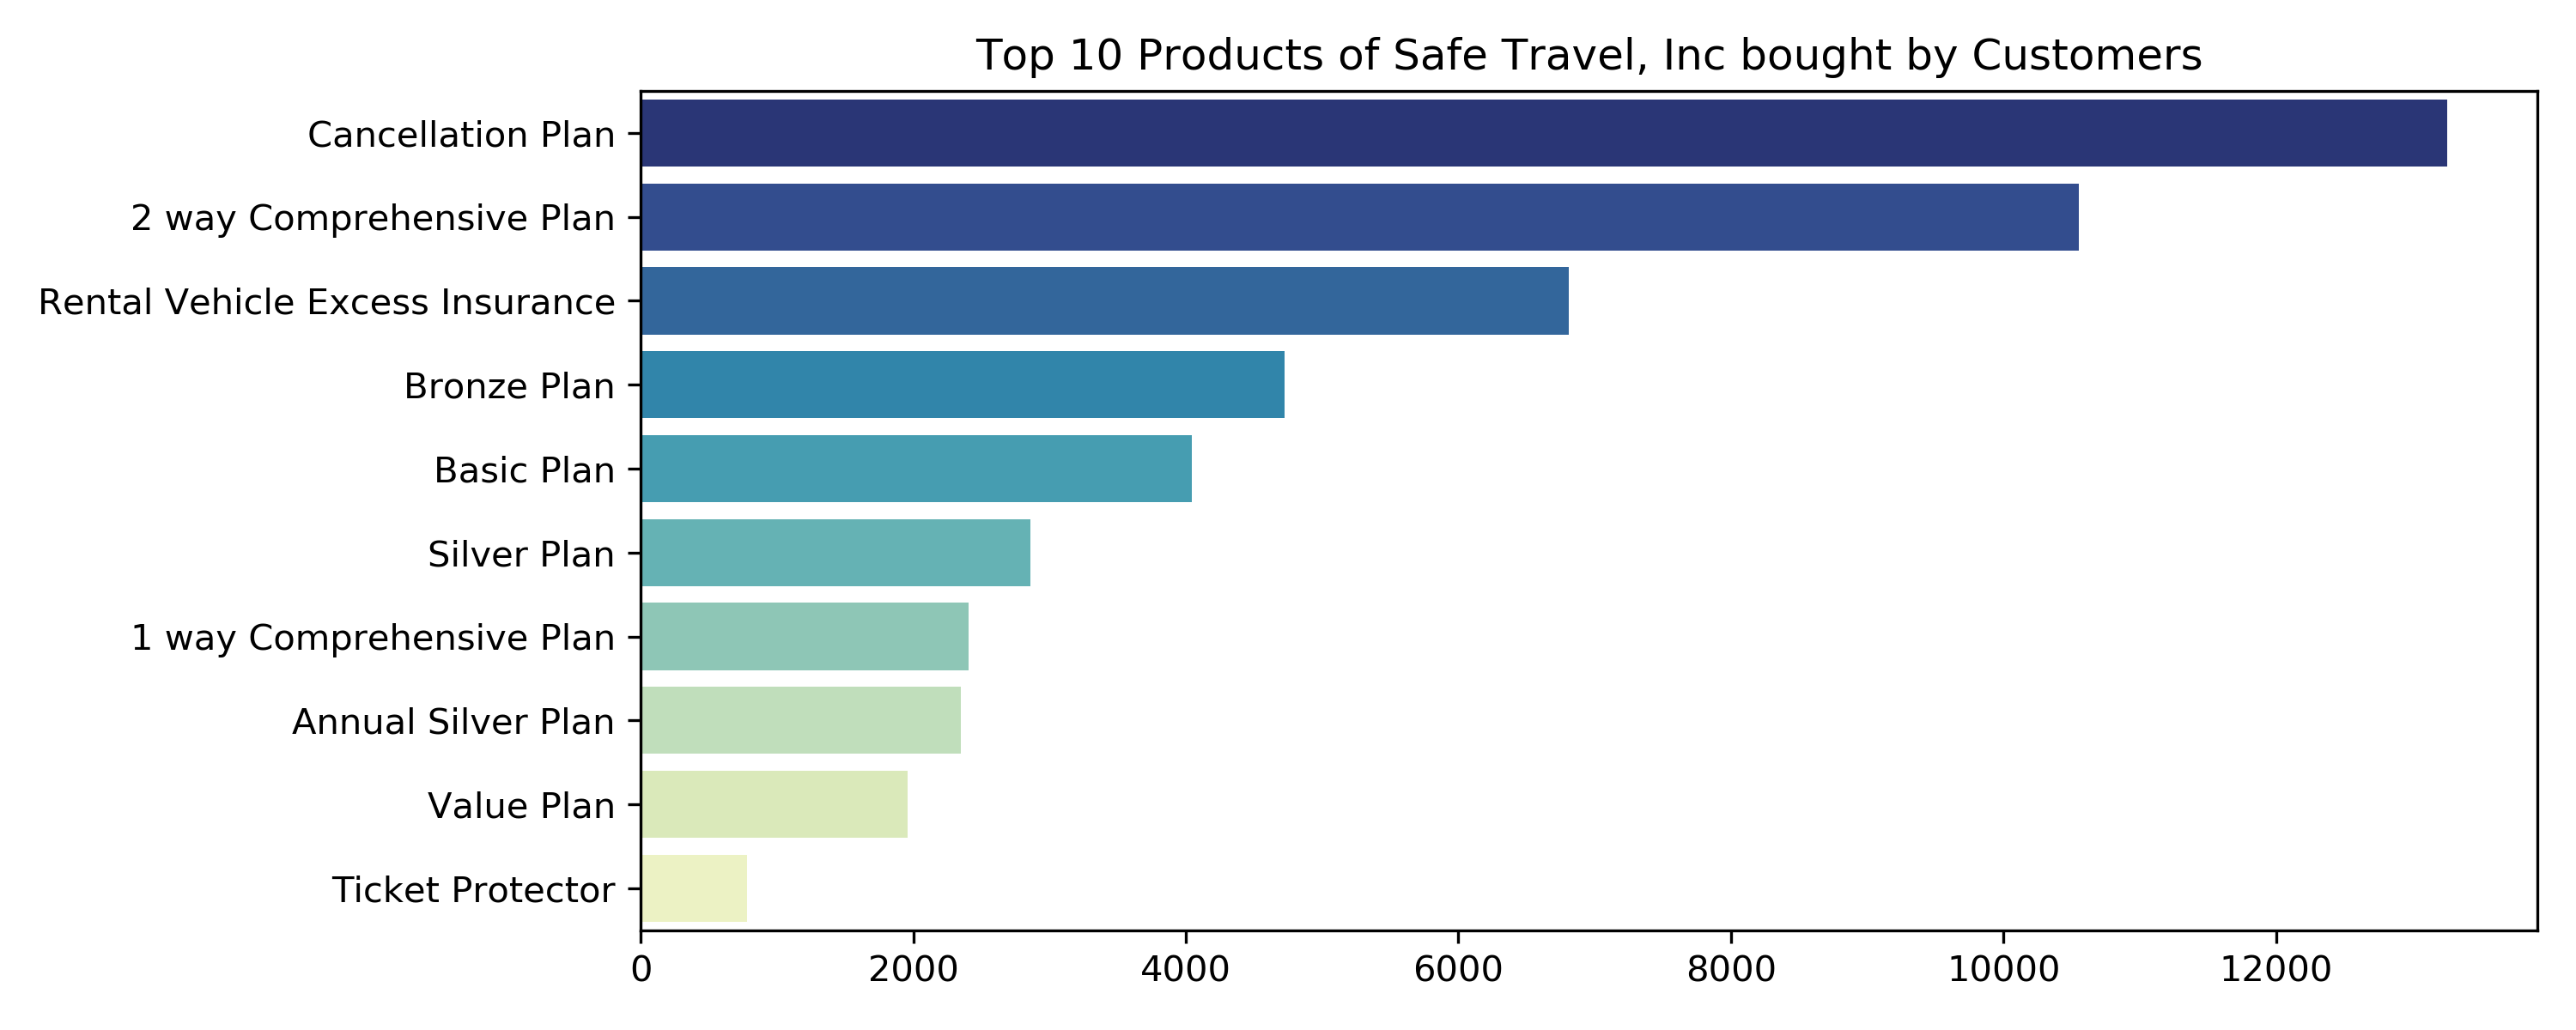 Top 10 Products of Safe Travel, Inc bought by Customers
Cancellation Plan
2 way Comprehensive Plan
Rental Vehicle Excess Insurance
Bronze Plan
Basic Plan
Silver Plan
1 way Comprehensive Plan
Annual Silver Plan
Value Plan
Ticket Protector
0 2000 4000 6000 8000 10000 12000